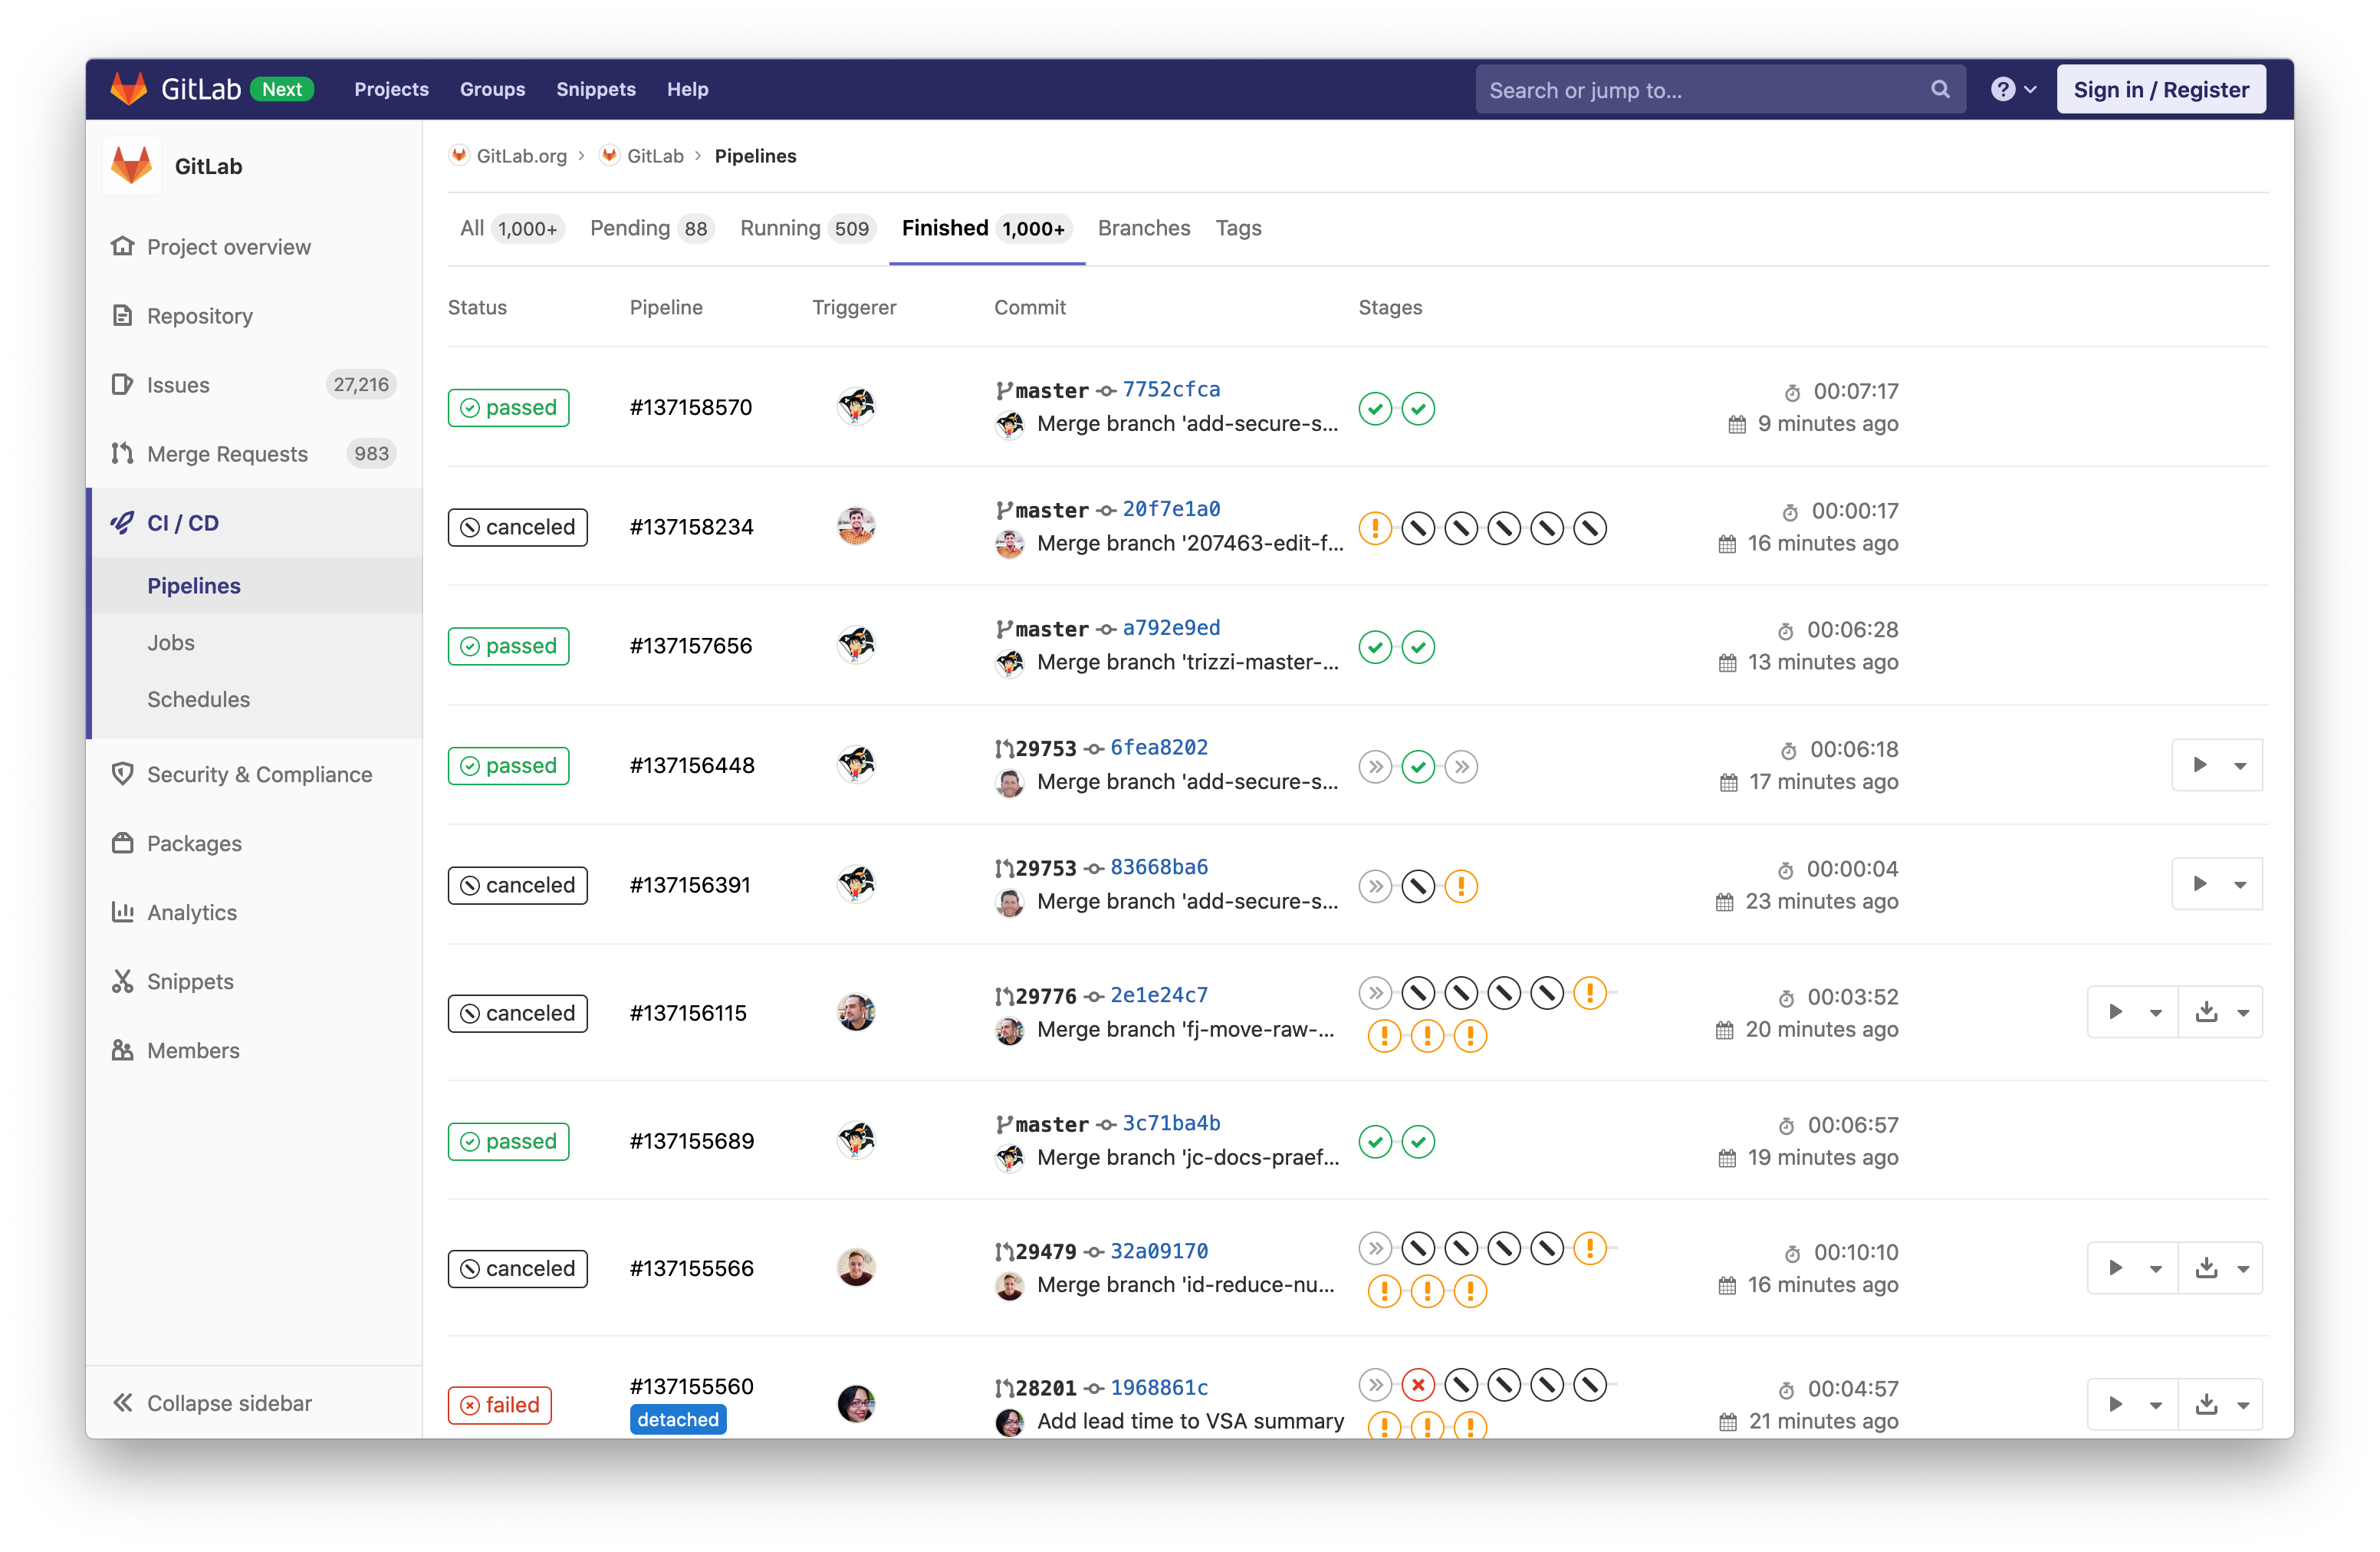 GitLab Next Projects Groups Snippets Help Search or jump to... Sign in / Register
GitLab
Project overview
Repository
Issues 27,216
Merge Requests 983
CI / CD
Pipelines
Jobs
Schedules
Security & Compliance
Packages
Analytics
Snippets
Members
Collapse sidebar
GitLab.org > GitLab > Pipelines
All 1,000+ Pending 88 Running 509 Finished 1,000+ Branches Tags
Status Pipeline Triggerer Commit Stages
passed #137158570 master 7752cfca 00:07:17
Merge branch 'add-secure-s... 9 minutes ago
canceled #137158234 master 20f7e1a0 00:00:17
Merge branch '207463-edit-f... 16 minutes ago
passed #137157656 master a792e9ed 00:06:28
Merge branch 'trizzi-master-... 13 minutes ago
passed #137156448 29753 6fea8202 00:06:18
Merge branch 'add-secure-s... 17 minutes ago
canceled #137156391 29753 83668ba6 00:00:04
Merge branch 'add-secure-s... 23 minutes ago
canceled #137156115 29776 2e1e24c7 00:03:52
Merge branch 'fj-move-raw-... 20 minutes ago
passed #137155689 master 3c71ba4b 00:06:57
Merge branch 'jc-docs-praef... 19 minutes ago
canceled #137155566 29479 32a09170 00:10:10
Merge branch 'id-reduce-nu... 16 minutes ago
failed #137155560 28201 1968861c 00:04:57
detached Add lead time to VSA summary 21 minutes ago